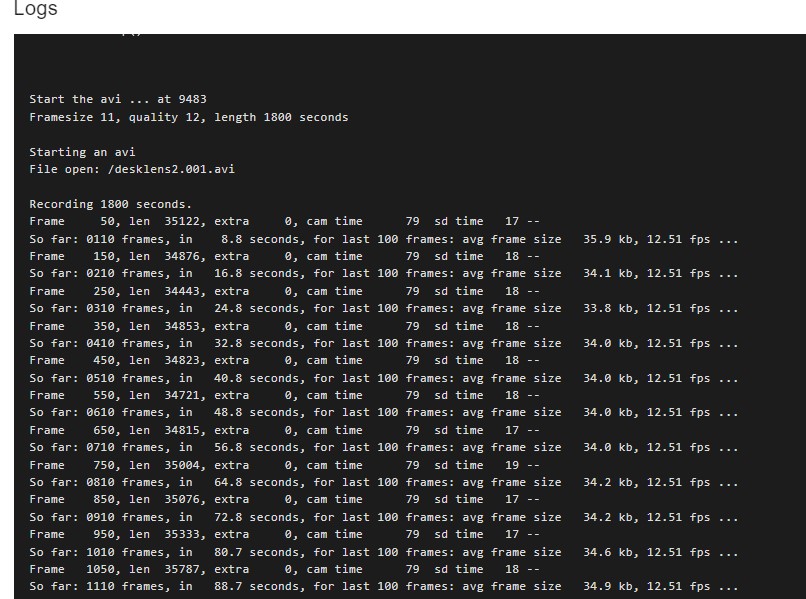 Logs
Start the avi ... at 9483
Framesize 11, quality 12, length 1800 seconds
Starting an avi
File open: /desklens2.001.avi
Recording 1800 seconds.
Frame     50, len  35122, extra     0, cam time      79  sd time   17 --
So far: 0110 frames, in    8.8 seconds, for last 100 frames: avg frame size   35.9 kb, 12.51 fps ...
Frame    150, len  34876, extra     0, cam time      79  sd time   18 --
So far: 0210 frames, in   16.8 seconds, for last 100 frames: avg frame size   34.1 kb, 12.51 fps ...
Frame    250, len  34443, extra     0, cam time      79  sd time   18 --
So far: 0310 frames, in   24.8 seconds, for last 100 frames: avg frame size   33.8 kb, 12.51 fps ...
Frame    350, len  34853, extra     0, cam time      79  sd time   18 --
So far: 0410 frames, in   32.8 seconds, for last 100 frames: avg frame size   34.0 kb, 12.51 fps ...
Frame    450, len  34823, extra     0, cam time      79  sd time   18 --
So far: 0510 frames, in   40.8 seconds, for last 100 frames: avg frame size   34.0 kb, 12.51 fps ...
Frame    550, len  34721, extra     0, cam time      79  sd time   18 --
So far: 0610 frames, in   48.8 seconds, for last 100 frames: avg frame size   34.0 kb, 12.51 fps ...
Frame    650, len  34815, extra     0, cam time      79  sd time   17 --
So far: 0710 frames, in   56.8 seconds, for last 100 frames: avg frame size   34.0 kb, 12.51 fps ...
Frame    750, len  35004, extra     0, cam time      79  sd time   19 --
So far: 0810 frames, in   64.8 seconds, for last 100 frames: avg frame size   34.2 kb, 12.51 fps ...
Frame    850, len  35076, extra     0, cam time      79  sd time   17 --
So far: 0910 frames, in   72.8 seconds, for last 100 frames: avg frame size   34.2 kb, 12.51 fps ...
Frame    950, len  35333, extra     0, cam time      79  sd time   17 --
So far: 1010 frames, in   80.7 seconds, for last 100 frames: avg frame size   34.6 kb, 12.51 fps ...
Frame   1050, len  35787, extra     0, cam time      79  sd time   18 --
So far: 1110 frames, in   88.7 seconds, for last 100 frames: avg frame size   34.9 kb, 12.51 fps ...